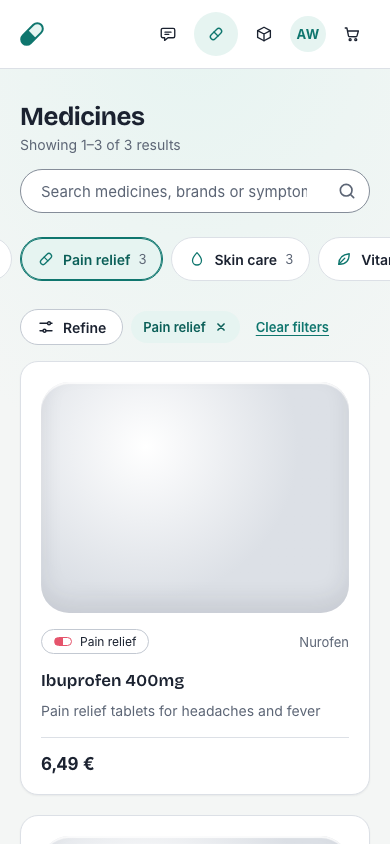 AW
Medicines
Showing 1–3 of 3 results
Search medicines, brands or symptom
Pain relief 3
Skin care 3
Refine
Pain relief
Clear filters
Pain relief
Nurofen
Ibuprofen 400mg
Pain relief tablets for headaches and fever
6,49 €